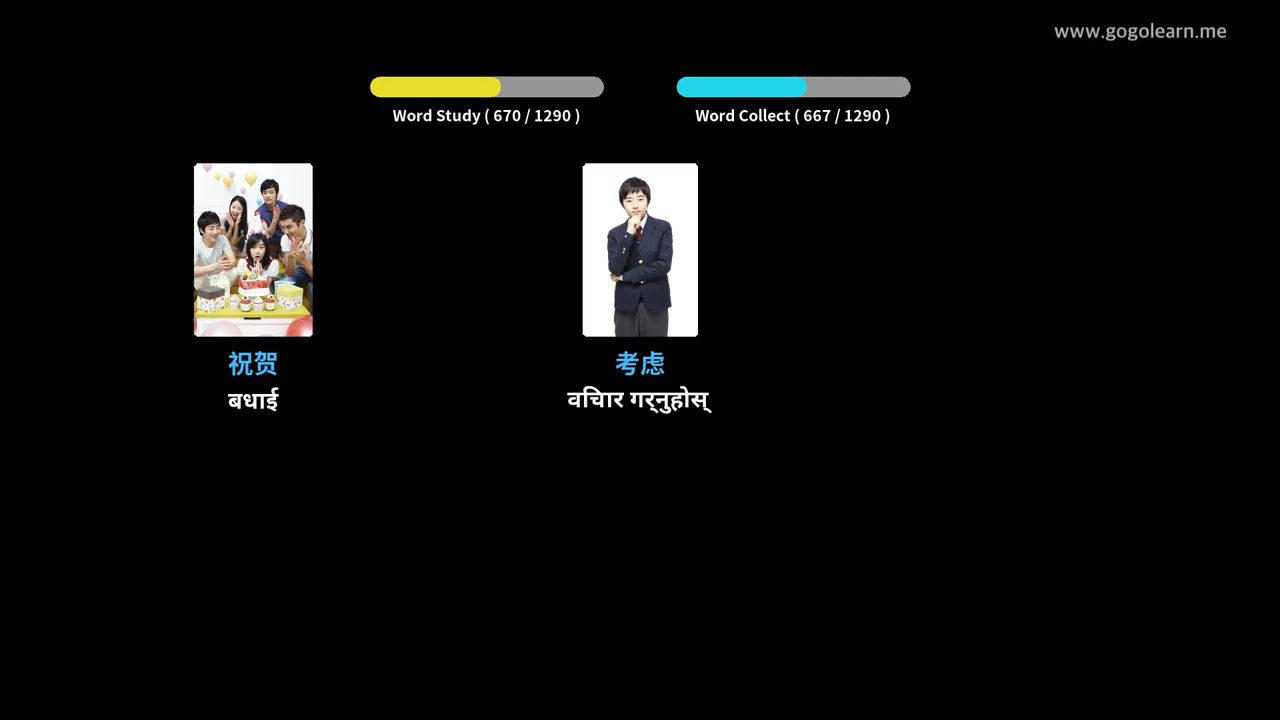 www.gogolearn.me
Word Study ( 670 / 1290 )
Word Collect ( 667 / 1290 )
祝贺
बधाई
考虑
वचिार गर्‍नुहोस्